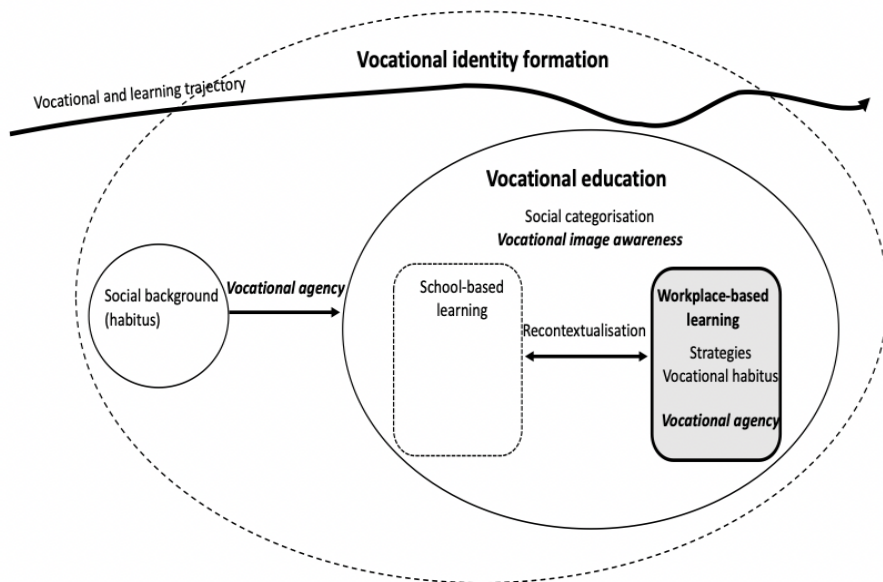 Vocational identity formation
Vocational and learning trajectory
Vocational education
Social categorisation
Vocational image awareness
Social background
(habitus)
Vocational agency
School-based
learning
Recontextualisation
Workplace-based
learning
Strategies
Vocational habitus
Vocational agency